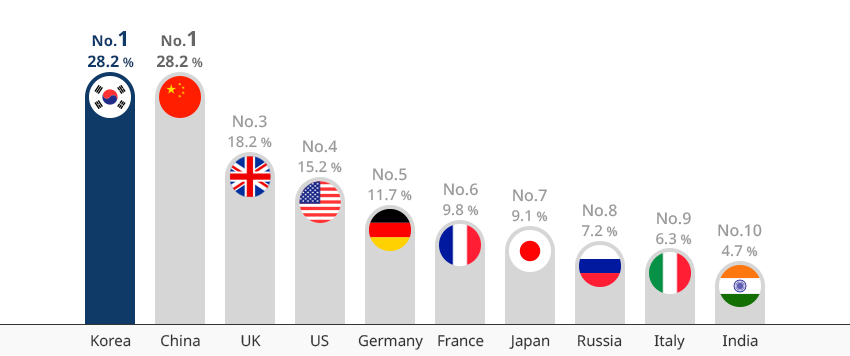 No.1
28.2 %
No.1
28.2 %
No.3
18.2 %
No.4
15.2 %
No.5
11.7 %
No.6
9.8 %
No.7
9.1 %
No.8
7.2 %
No.9
6.3 %
No.10
4.7 %
Korea China UK US Germany France Japan Russia Italy India